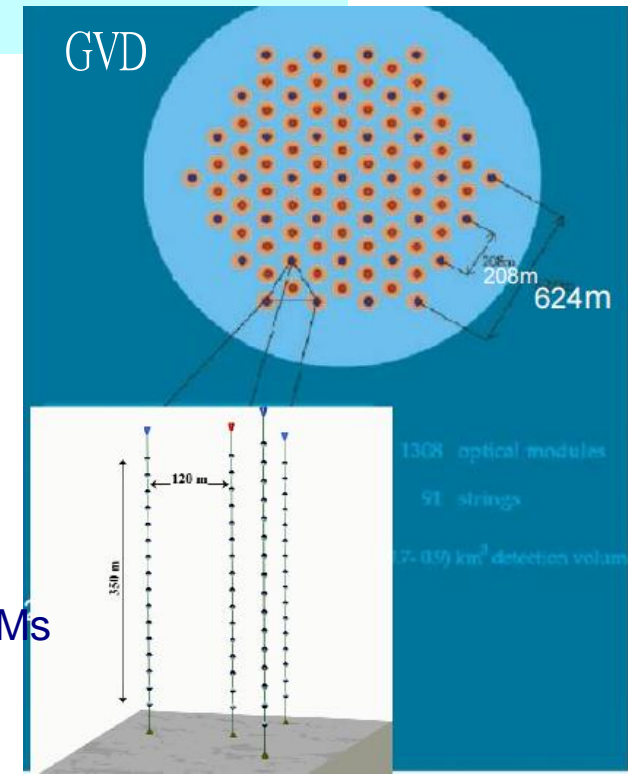 GVD
208m
208m
624m
1308 optical modules
91 strings
km³ detection volum
120 m
350 m
Ms